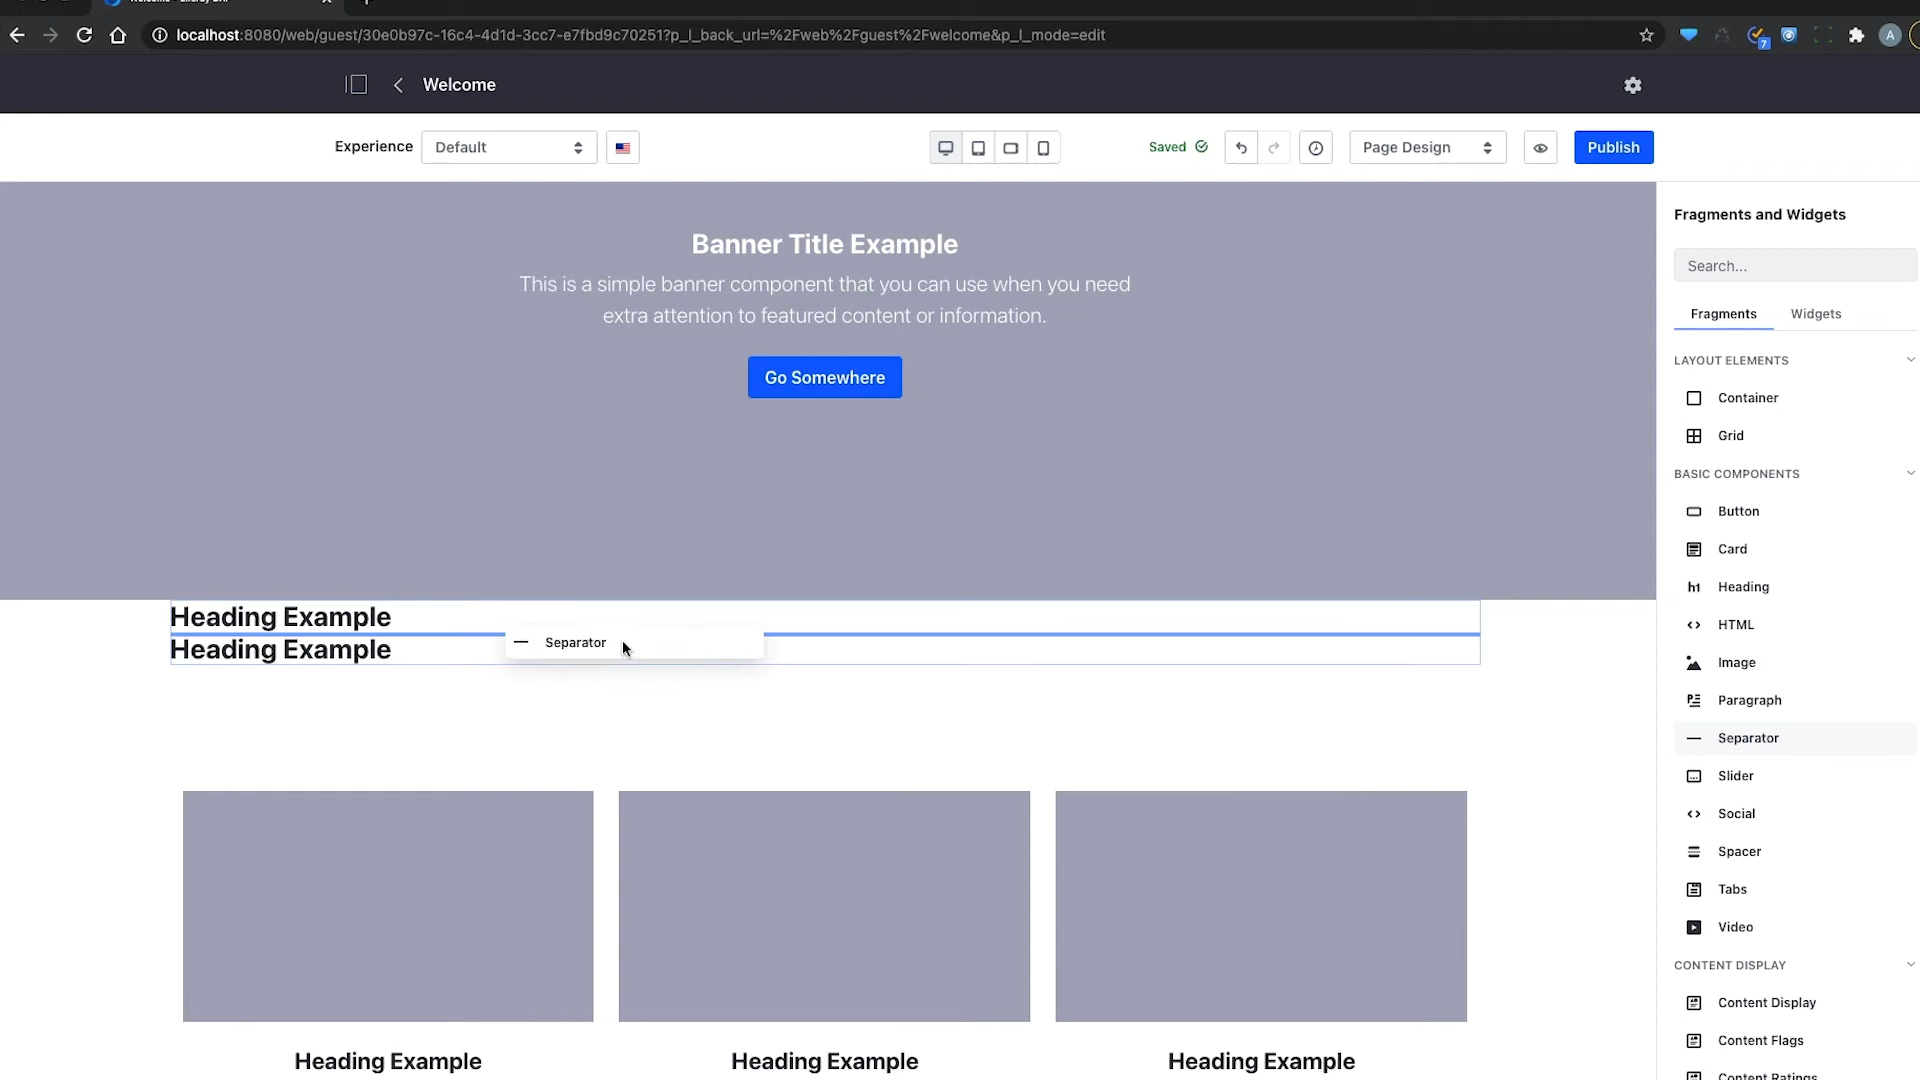 localhost:8080/web/guest/30e0b97c-16c4-4d1d-3cc7-e7fbd9c70251?p_l_back_url=%2Fweb%2Fguest%2Fwelcome&p_l_mode=edit
7
A
Welcome
Experience
Default
Saved
Page Design
Publish
Banner Title Example
This is a simple banner component that you can use when you need
extra attention to featured content or information.
Go Somewhere
Heading Example
Heading Example
Separator
Heading Example
Heading Example
Heading Example
Fragments and Widgets
Search...
Fragments
Widgets
LAYOUT ELEMENTS
Container
Grid
BASIC COMPONENTS
Button
Card
h1 Heading
HTML
Image
Paragraph
Separator
Slider
Social
Spacer
Tabs
Video
CONTENT DISPLAY
Content Display
Content Flags
Content Ratings